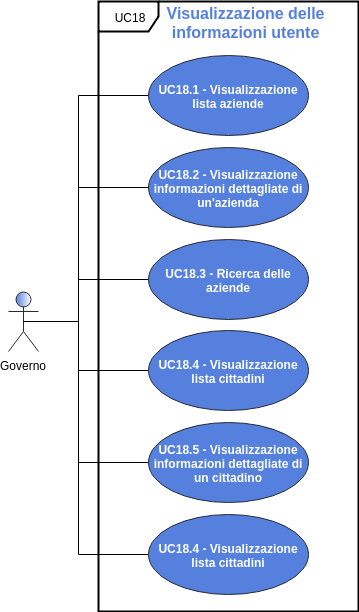 UC18
Visualizzazione delle
informazioni utente
UC18.1 - Visualizzazione
lista aziende
UC18.2 - Visualizzazione
informazioni dettagliate di
un'azienda
UC18.3 - Ricerca delle
aziende
UC18.4 - Visualizzazione
lista cittadini
Governo
UC18.5 - Visualizzazione
informazioni dettagliate di
un cittadino
UC18.4 - Visualizzazione
lista cittadini